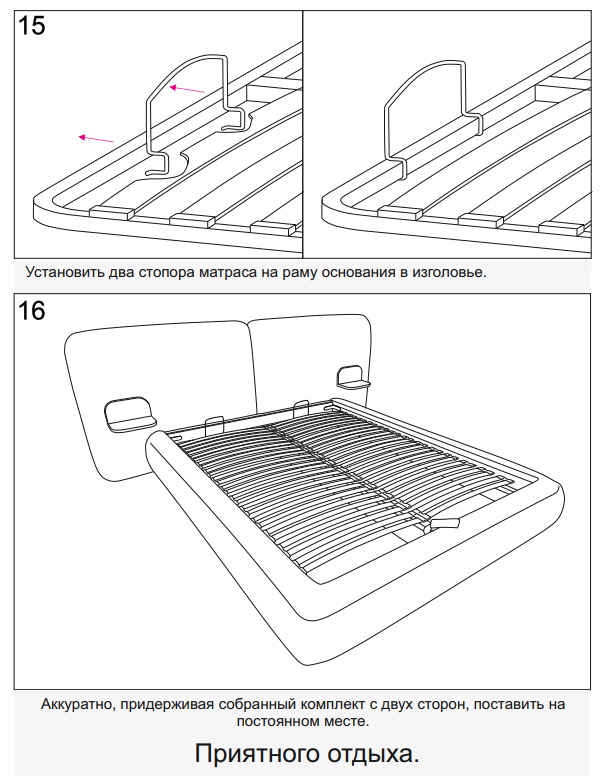 15
Установить два стопора матраса на раму основания в изголовье.
16
Аккуратно, придерживая собранный комплект с двух сторон, поставить на
постоянном месте.
Приятного отдыха.